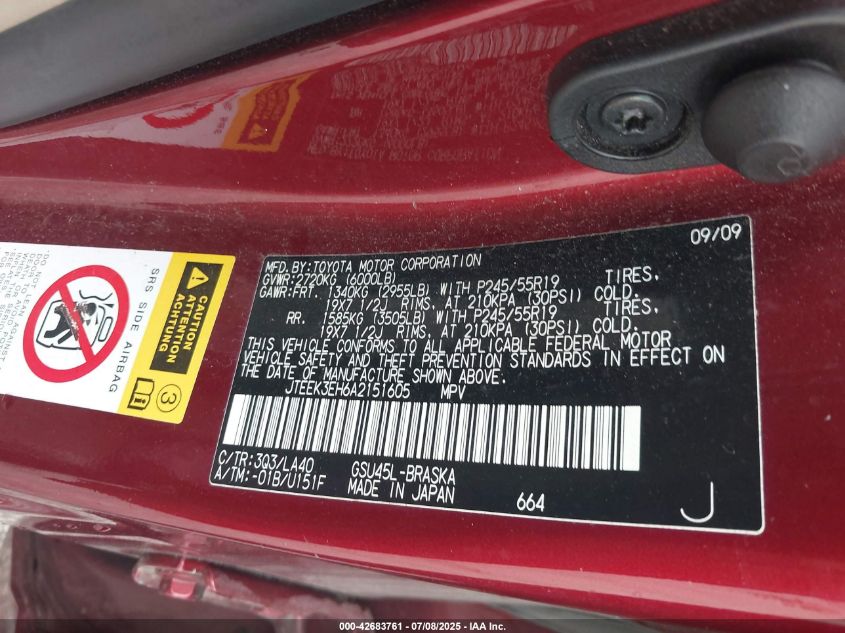 09/09
MFD. BY: TOYOTA MOTOR CORPORATION
GVWR: 2720KG (6000LB)
GAWR: FRT. 1340KG (2955LB) WITH P245/55R19 TIRES,
19X7 1/2J RIMS, AT 210KPA (30PSI) COLD.
RR. 1585KG (3505LB) WITH P245/55R19 TIRES,
19X7 1/2J RIMS, AT 210KPA (30PSI) COLD.
THIS VEHICLE CONFORMS TO ALL APPLICABLE FEDERAL MOTOR
VEHICLE SAFETY AND THEFT PREVENTION STANDARDS IN EFFECT ON
THE DATE OF MANUFACTURE SHOWN ABOVE.
JTEEK3EH6A2151605 MPV
C/TR: 3Q3/LA40 GSU45L-BRASKA
A/TM: -01B/U151F MADE IN JAPAN
664
J
SRS SIDE AIRBAG
CAUTION
ATTENTION
ACHTUNG
3
000-42683761 - 07/08/2025 - IAA Inc.